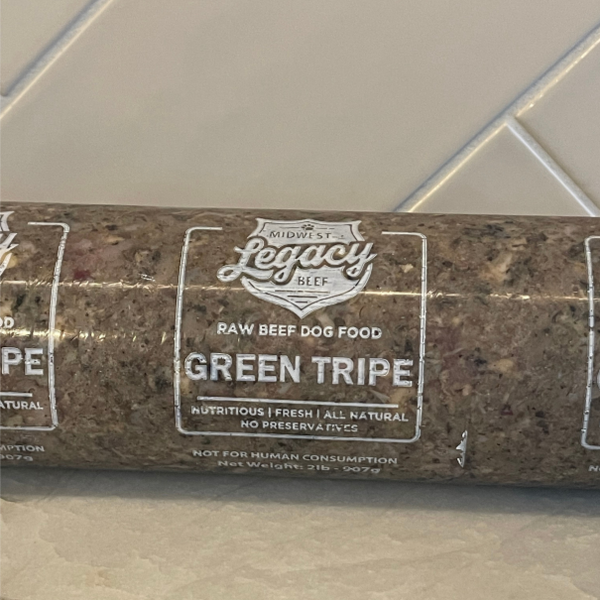 MIDWEST
Legacy
BEEF
RAW BEEF DOG FOOD
GREEN TRIPE
NUTRITIOUS | FRESH | ALL NATURAL
NO PRESERVATIVES
NOT FOR HUMAN CONSUMPTION
Net Weight: 2lb - 907g